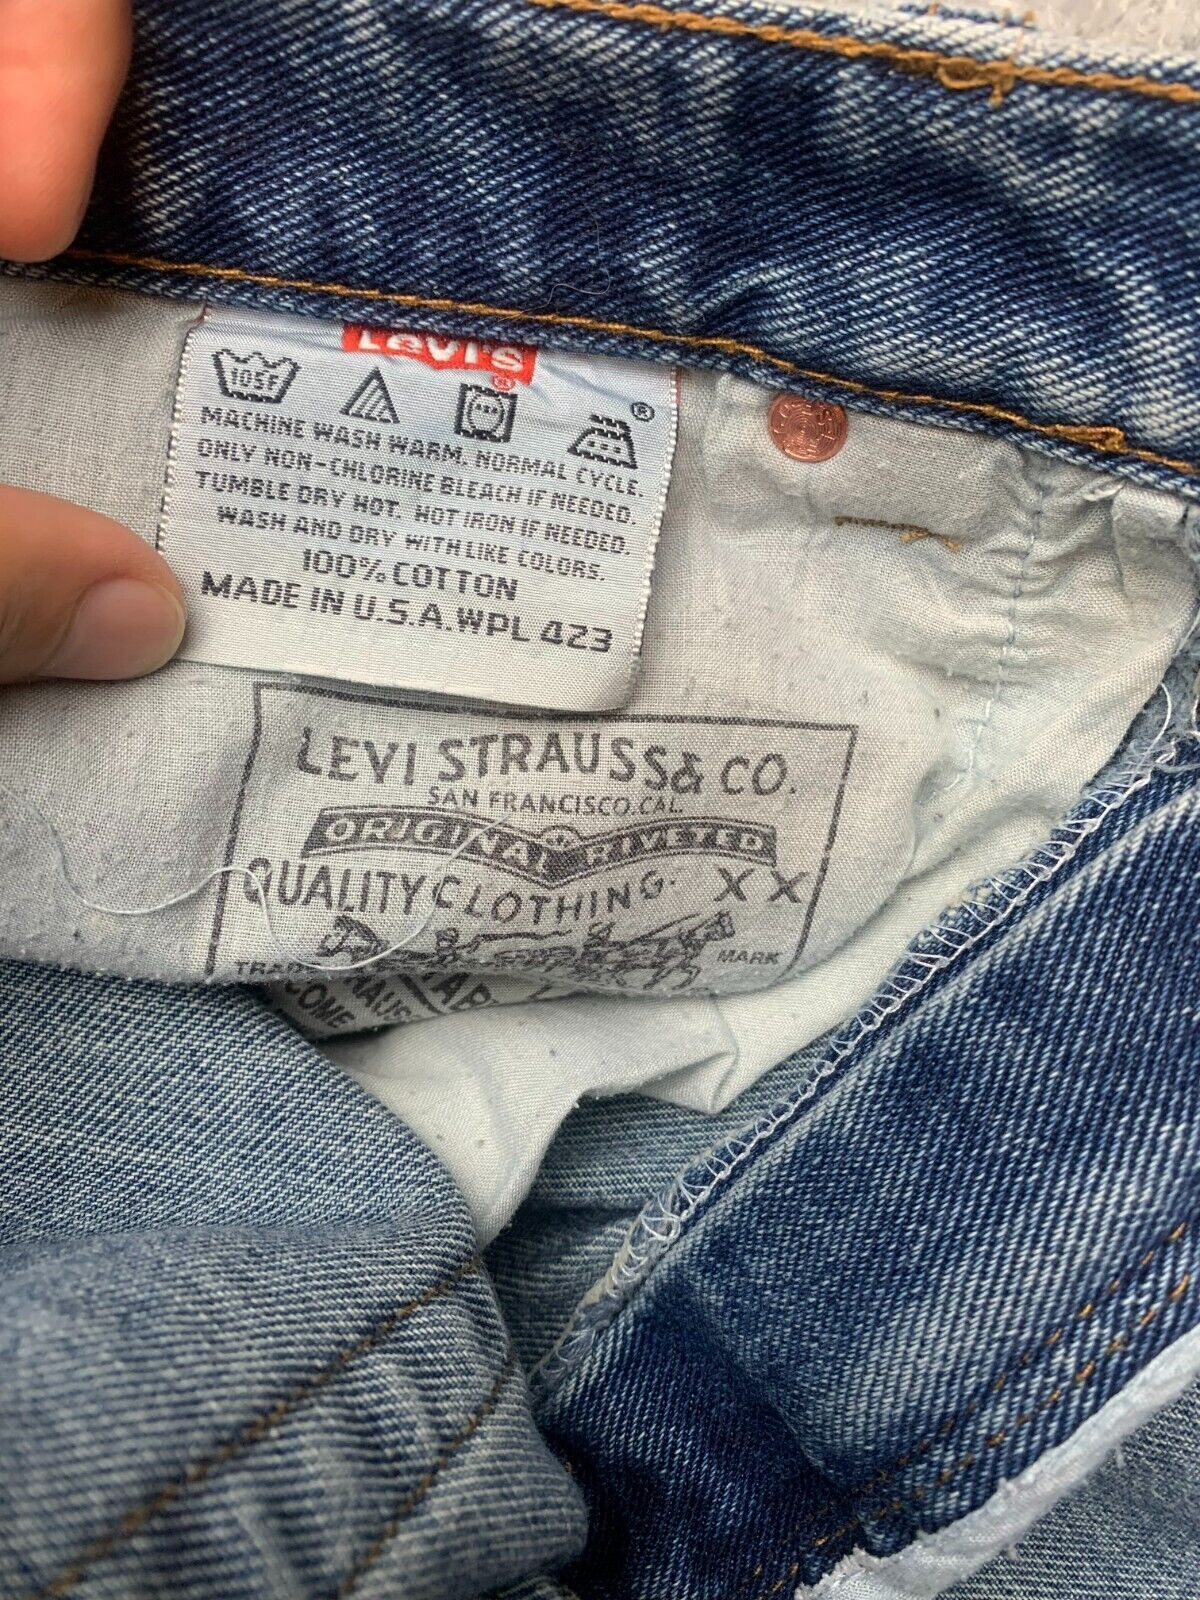 LEVI'S ®
105F ®
MACHINE WASH WARM. NORMAL CYCLE.
ONLY NON-CHLORINE BLEACH IF NEEDED.
TUMBLE DRY HOT. HOT IRON IF NEEDED.
WASH AND DRY WITH LIKE COLORS.
100% COTTON
MADE IN U.S.A. WPL 423
LEVI STRAUSS & CO.
SAN FRANCISCO, CAL.
ORIGINAL RIVETED
QUALITY CLOTHING. XX
MARK